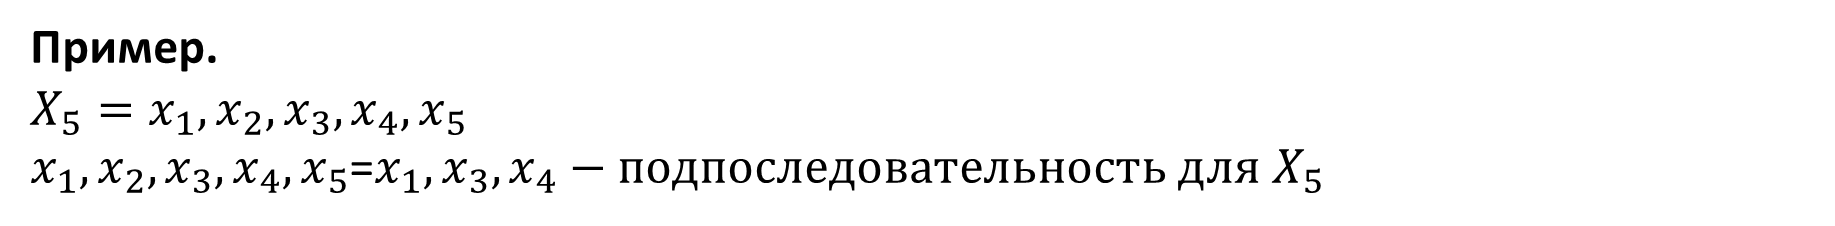 Пример.
X₅ = x₁, x₂, x₃, x₄, x₅
x₁, x₂, x₃, x₄, x₅=x₁, x₃, x₄ − подпоследовательность для X₅